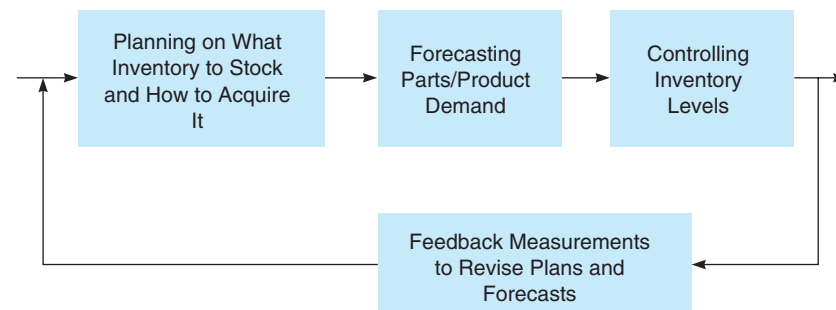 Planning on What
Inventory to Stock
and How to Acquire
It
Forecasting
Parts/Product
Demand
Controlling
Inventory
Levels
Feedback Measurements
to Revise Plans and
Forecasts